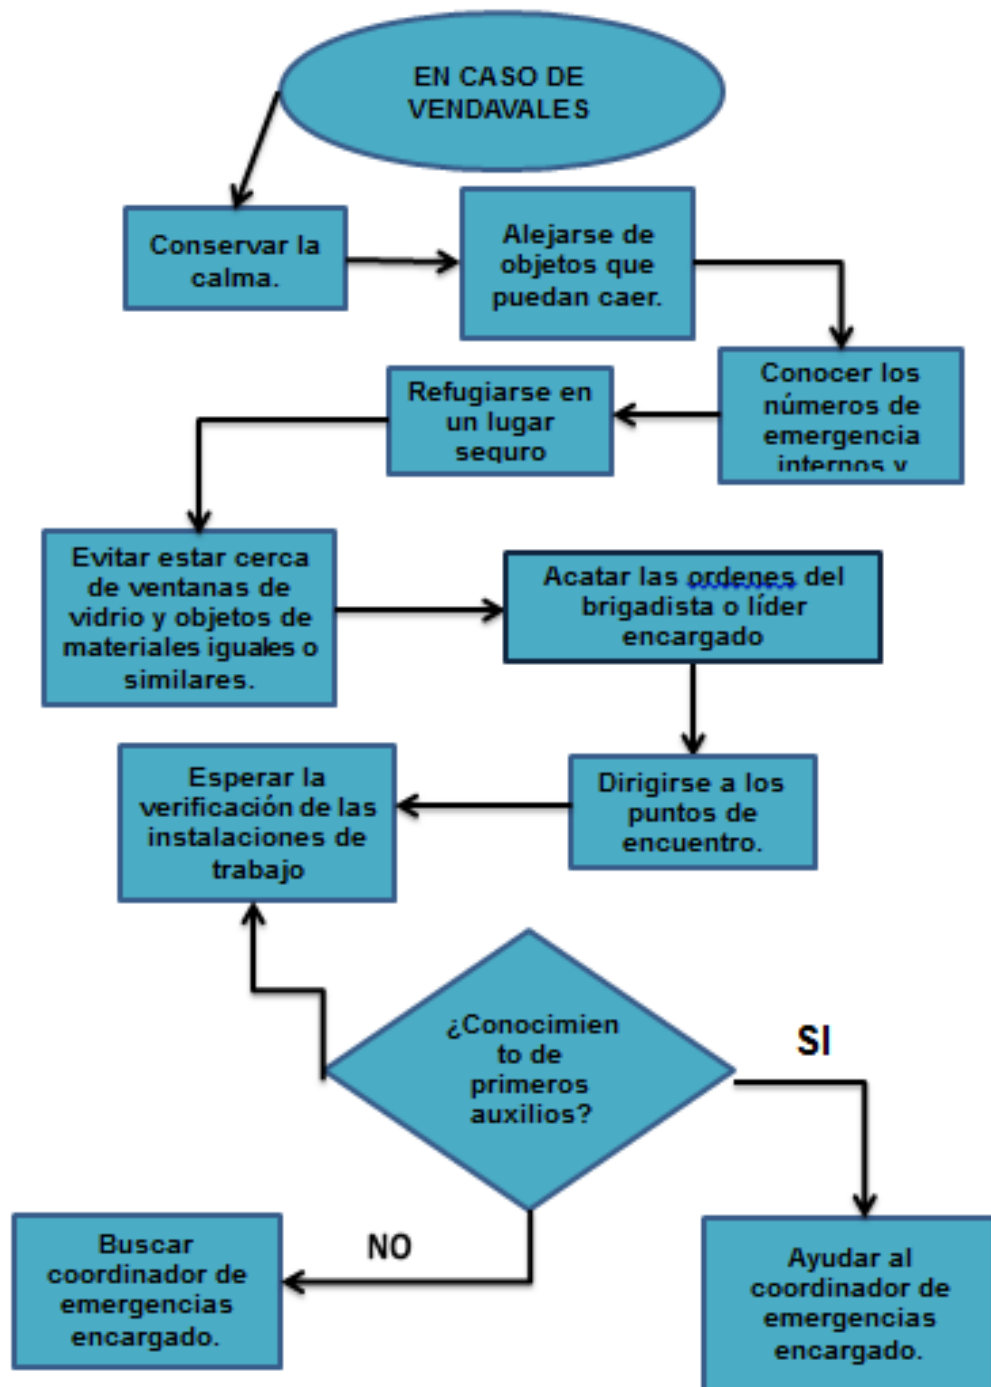 EN CASO DE
VENDAVALES
Conservar la
calma.
Alejarse de
objetos que
puedan caer.
Conocer los
números de
emergencia
internos y
Refugiarse en
un lugar
seguro
Evitar estar cerca
de ventanas de
vidrio y objetos de
materiales iguales o
similares.
Acatar las ordenes del
brigadista o líder
encargado
Dirigirse a los
puntos de
encuentro.
Esperar la
verificación de las
instalaciones de
trabajo
¿Conocimien
to de
primeros
auxilios?
SI
NO
Buscar
coordinador de
emergencias
encargado.
Ayudar al
coordinador de
emergencias
encargado.